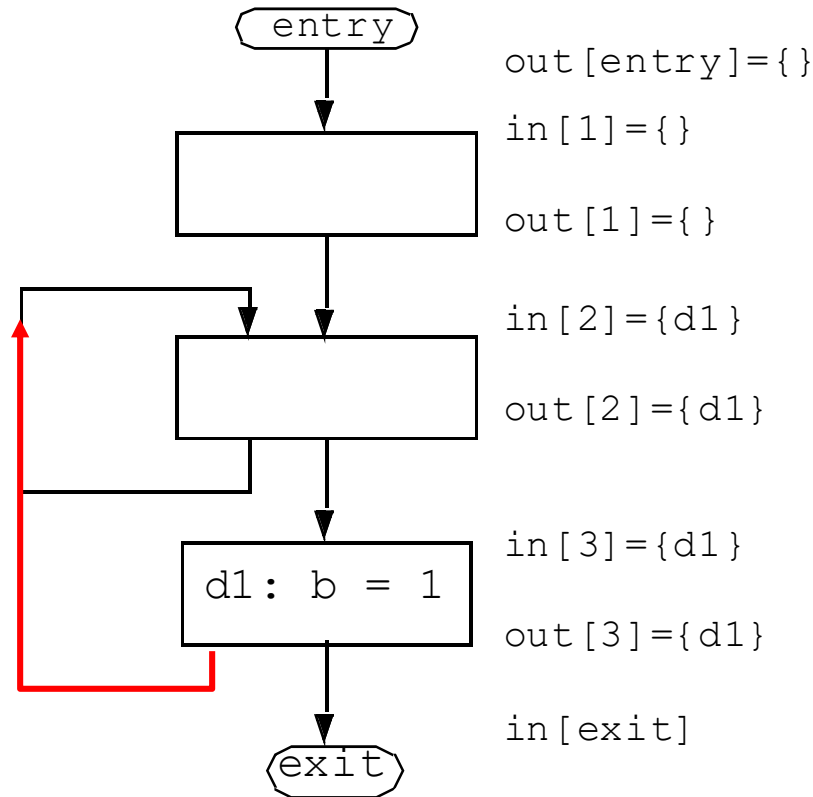 entry
out[entry]={}
in[1]={}
out[1]={}
in[2]={d1}
out[2]={d1}
in[3]={d1}
d1: b = 1
out[3]={d1}
in[exit]
exit